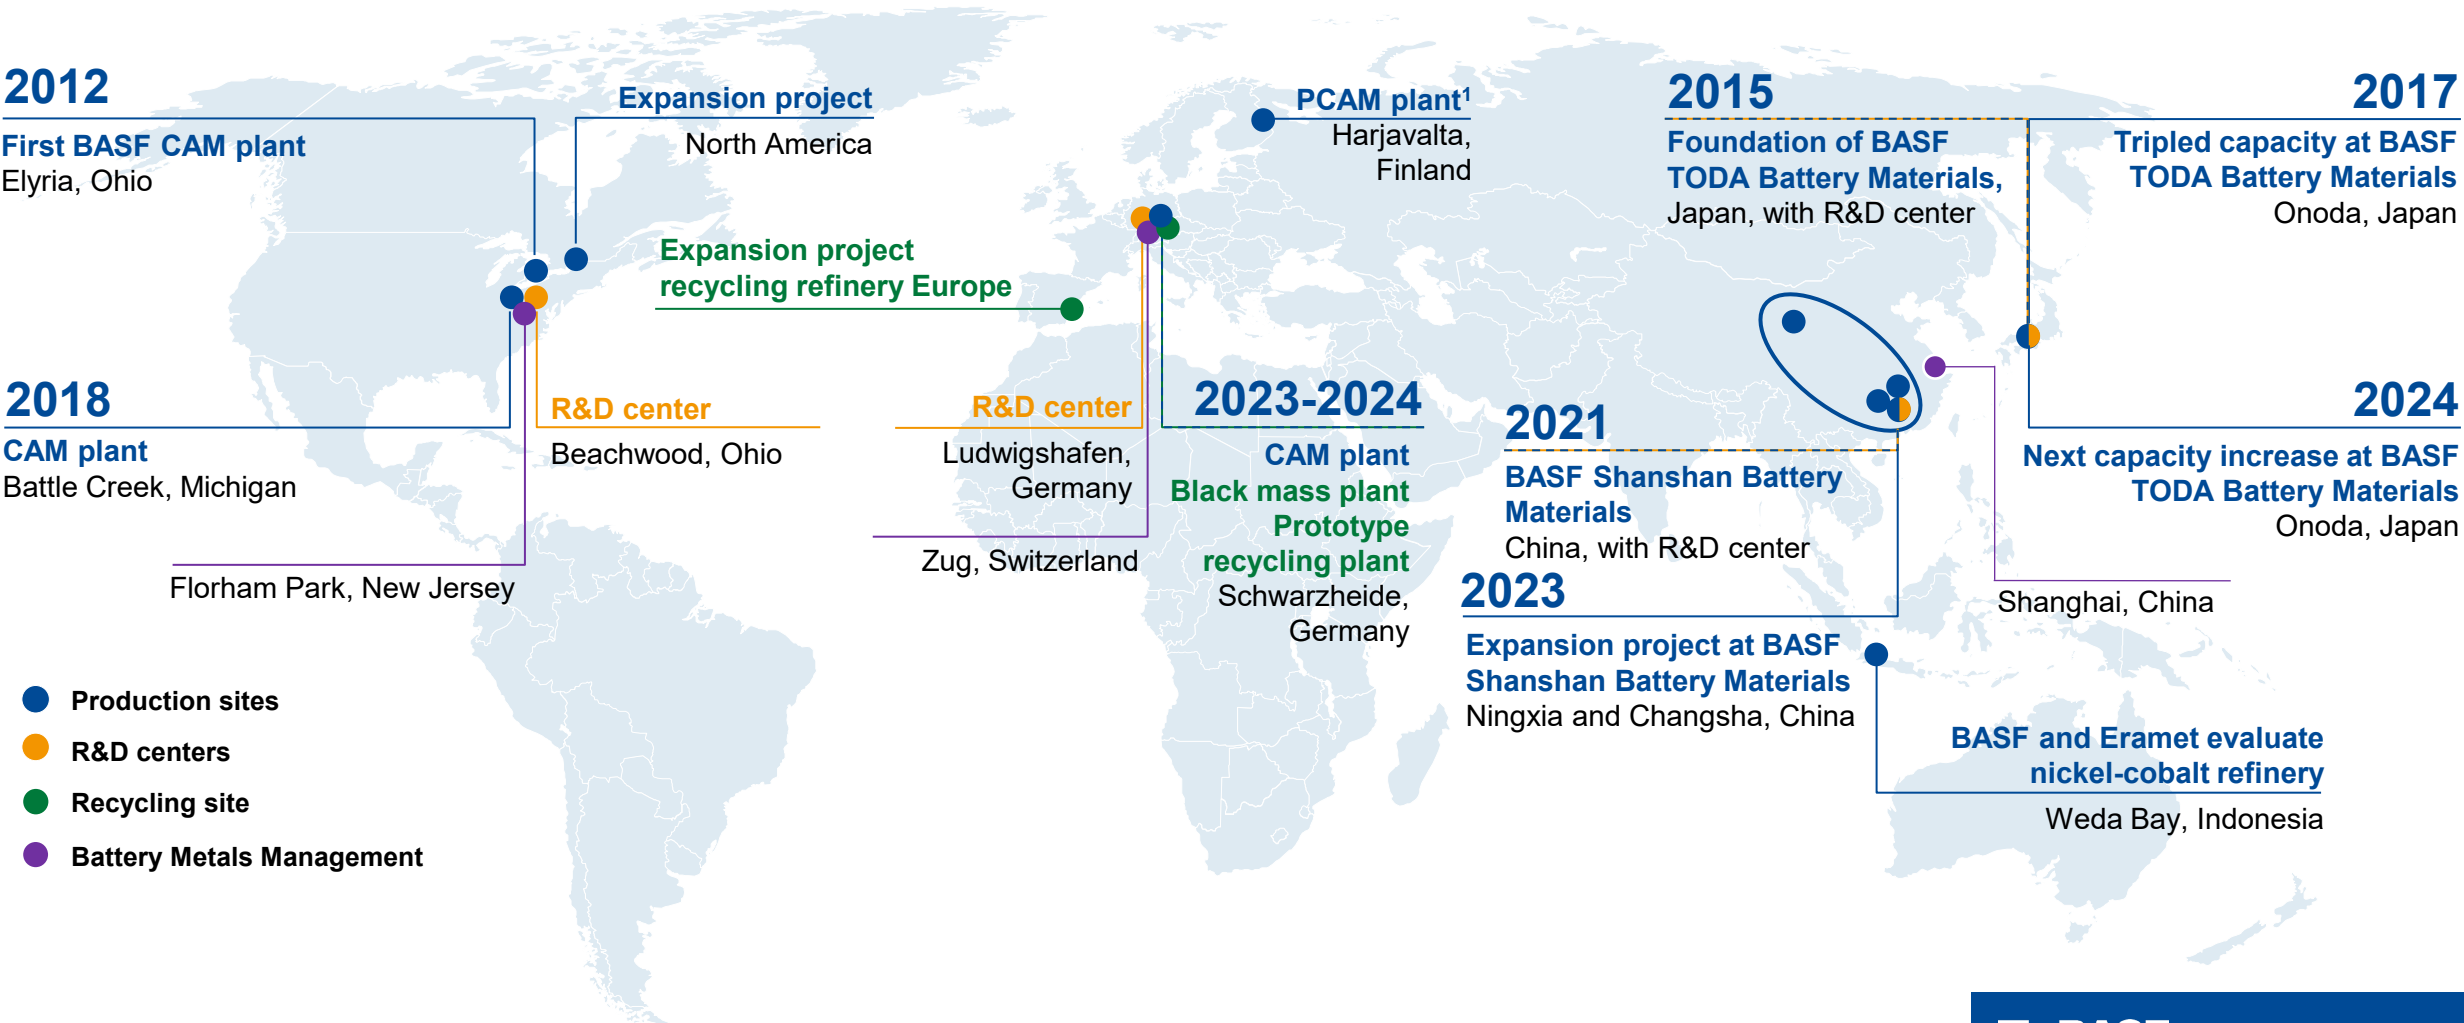 2012
First BASF CAM plant
Elyria, Ohio
Expansion project
North America
PCAM plant¹
Harjavalta,
Finland
2015
Foundation of BASF
TODA Battery Materials,
Japan, with R&D center
2017
Tripled capacity at BASF
TODA Battery Materials
Onoda, Japan
Expansion project
recycling refinery Europe
2018
CAM plant
Battle Creek, Michigan
R&D center
Beachwood, Ohio
Florham Park, New Jersey
R&D center
Ludwigshafen,
Germany
Zug, Switzerland
2023-2024
CAM plant
Black mass plant
Prototype
recycling plant
Schwarzheide,
Germany
2021
BASF Shanshan Battery
Materials
China, with R&D center
2023
Expansion project at BASF
Shanshan Battery Materials
Ningxia and Changsha, China
2024
Next capacity increase at BASF
TODA Battery Materials
Onoda, Japan
Shanghai, China
BASF and Eramet evaluate
nickel-cobalt refinery
Weda Bay, Indonesia
Production sites
R&D centers
Recycling site
Battery Metals Management